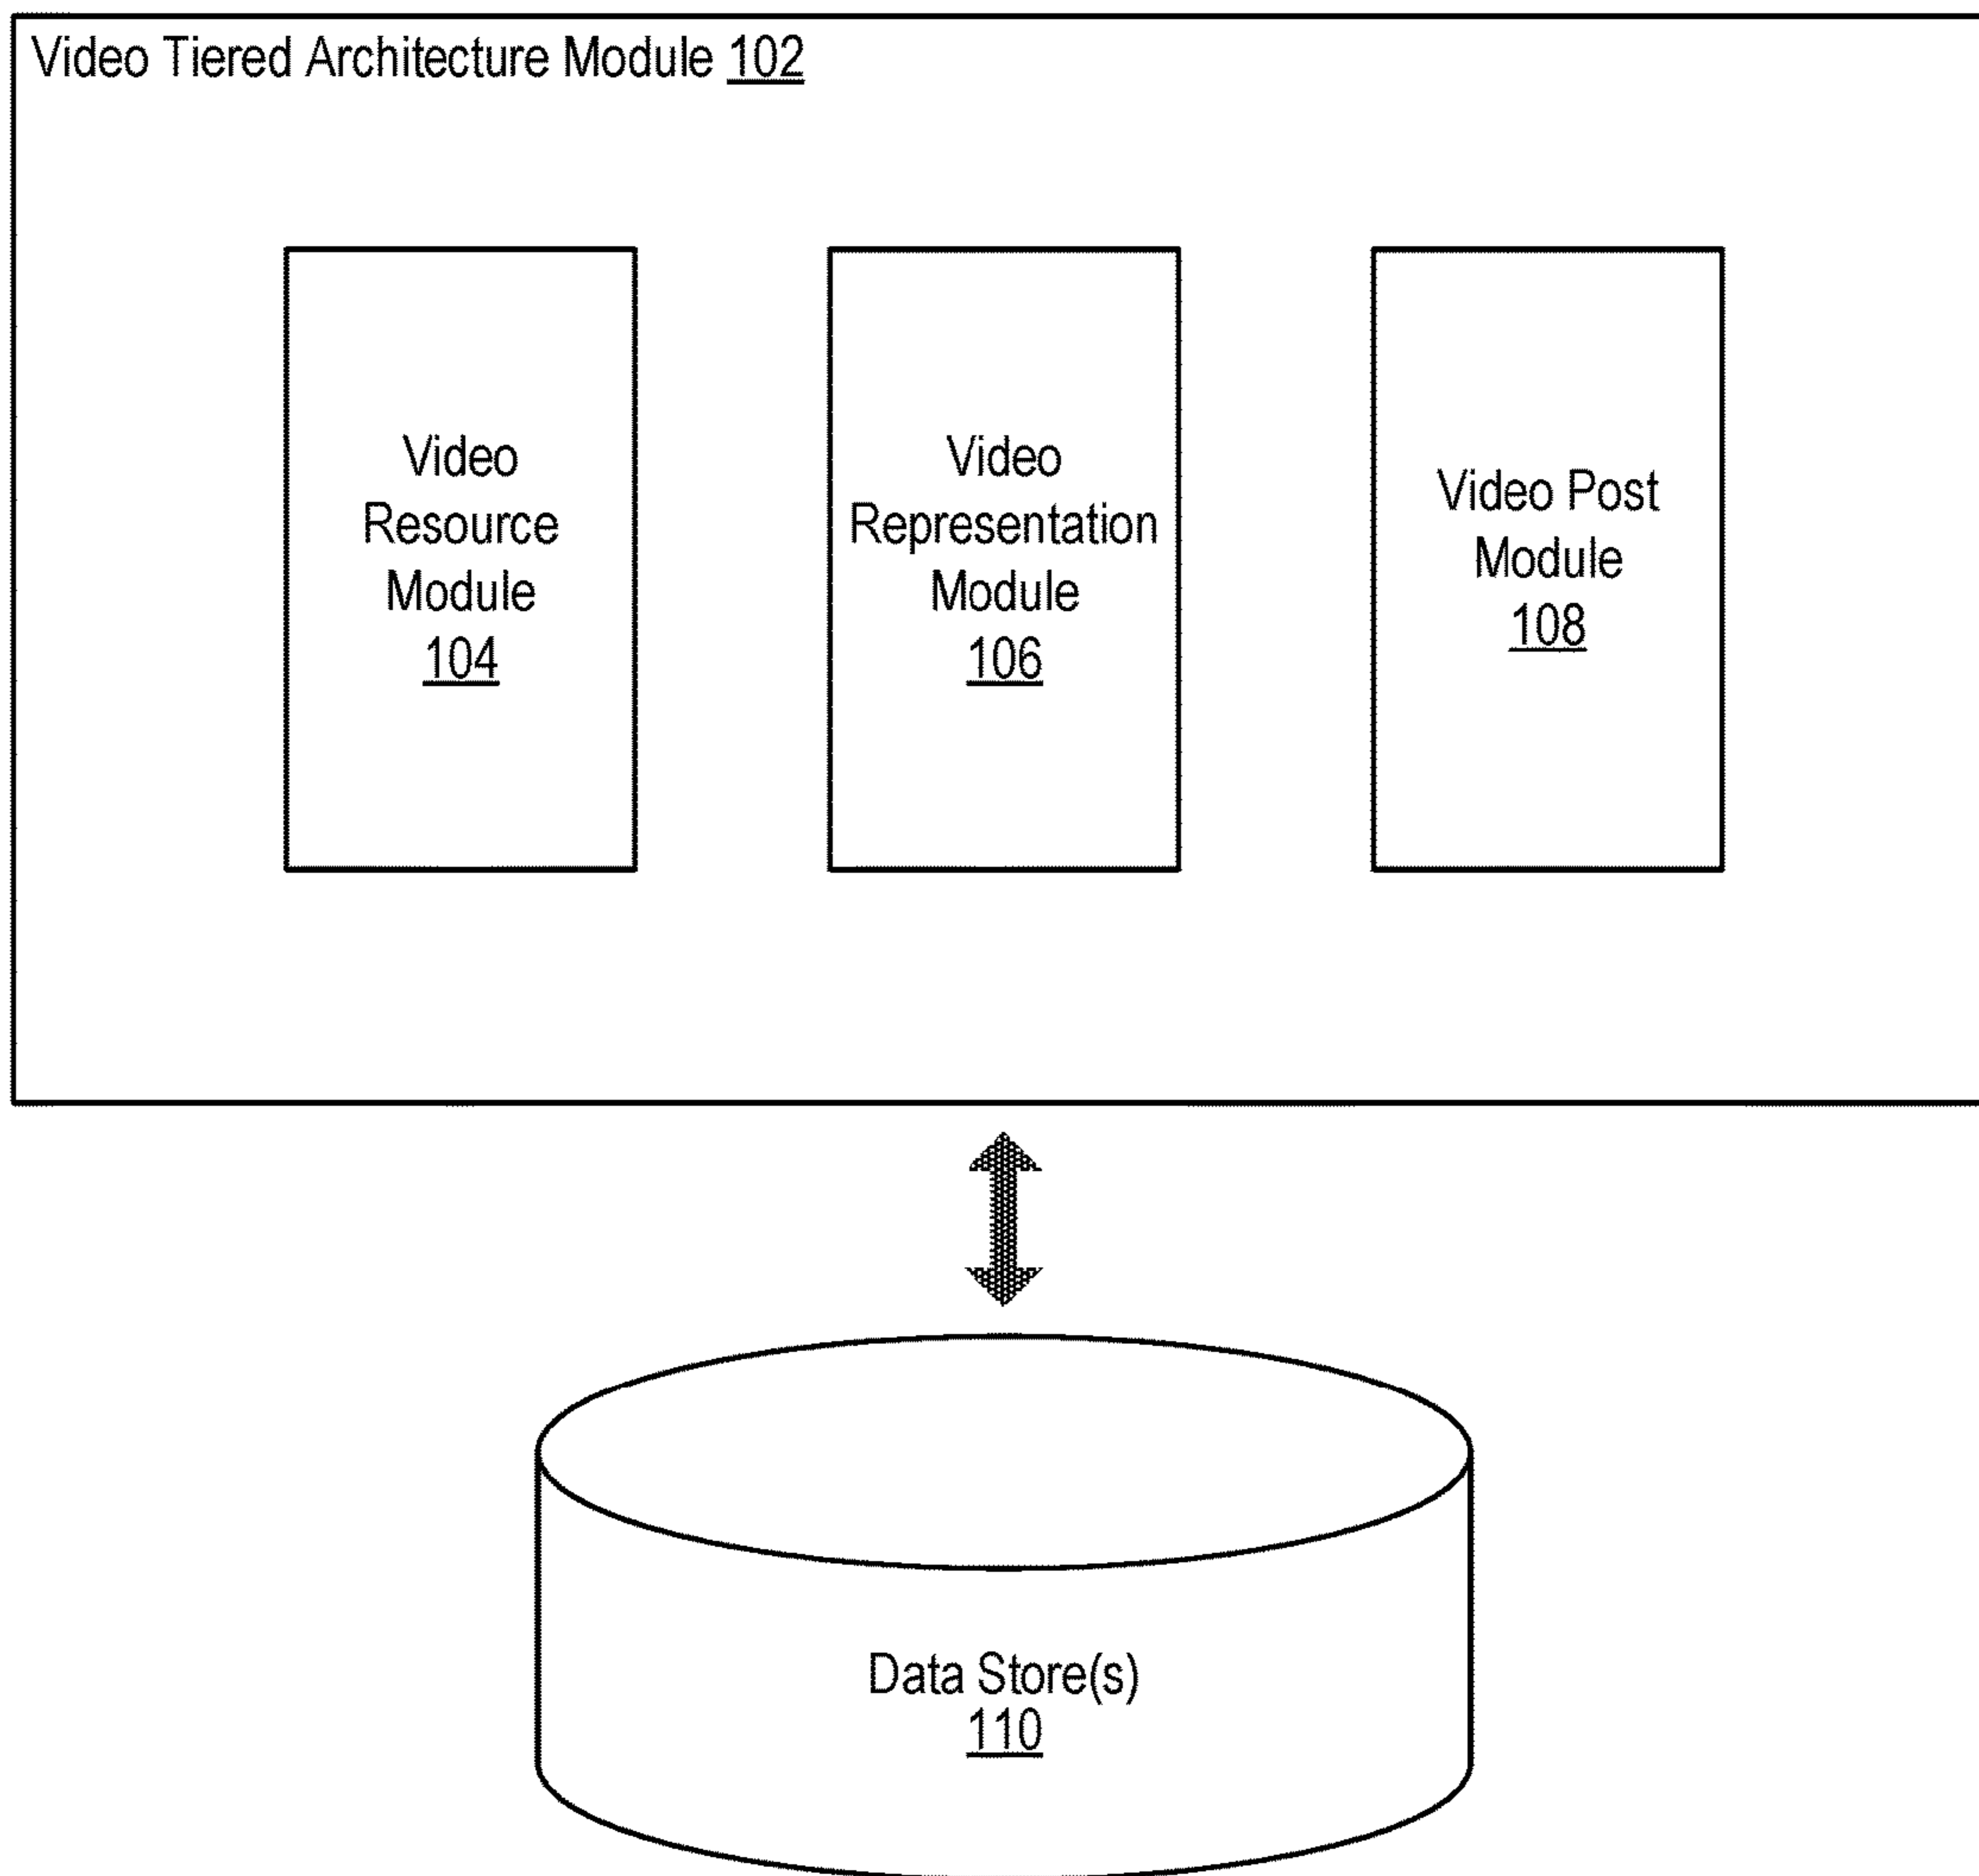 Video Tiered Architecture Module 102
Video
Resource
Module
104
Video
Representation
Module
106
Video Post
Module
108
Data Store(s)
110